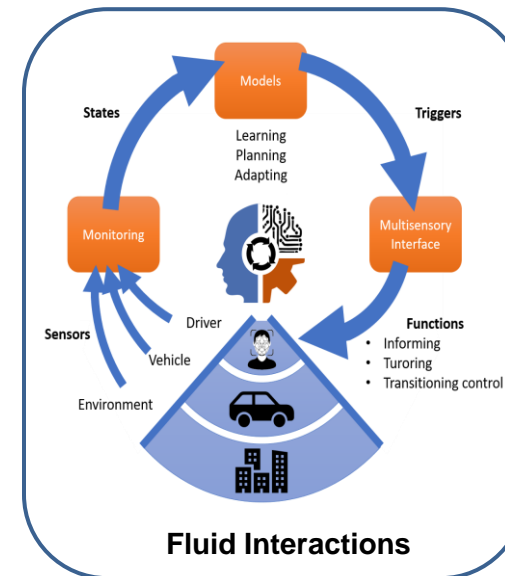 Models
States
Triggers
Learning
Planning
Adapting
Monitoring
Multisensory
Interface
Sensors
Driver
Vehicle
Environment
Functions
• Informing
• Turoring
• Transitioning control
Fluid Interactions